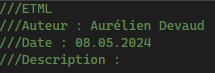 ///ETML
///Auteur : Aurélien Devaud
///Date : 08.05.2024
///Description :